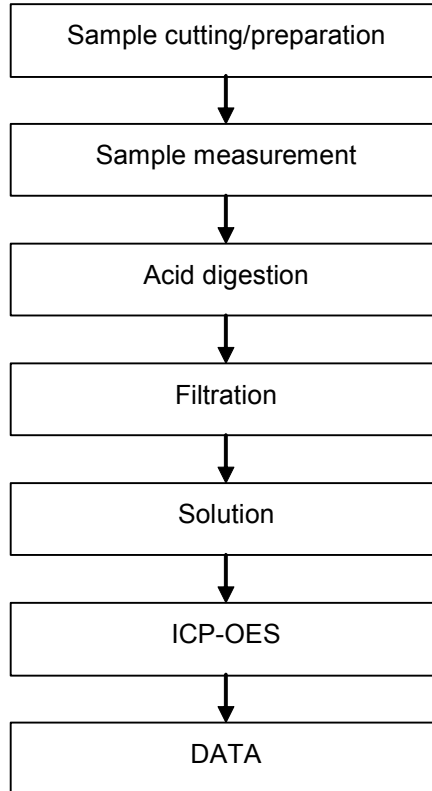 Sample cutting/preparation
Sample measurement
Acid digestion
Filtration
Solution
ICP-OES
DATA